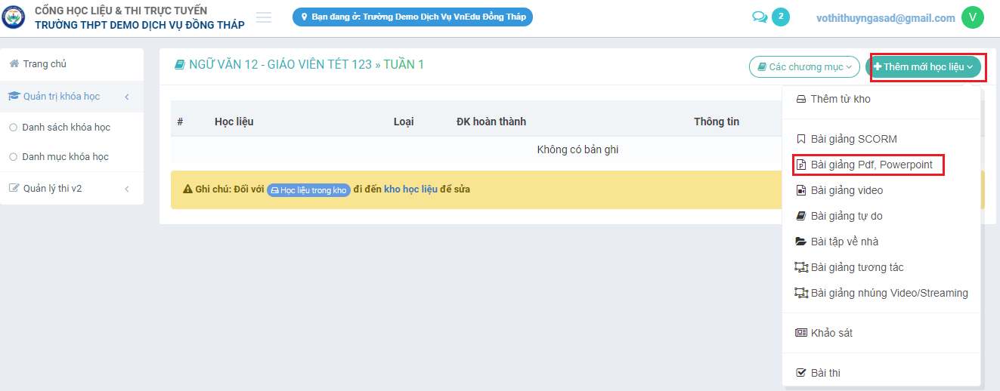 CỔNG HỌC LIỆU & THI TRỰC TUYẾN
TRƯỜNG THPT DEMO DỊCH VỤ ĐỒNG THÁP
Bạn đang ở: Trường Demo Dịch Vụ VnEdu Đồng Tháp
2
vothithuyngasad@gmail.com
V
Trang chủ
Quản trị khóa học
Danh sách khóa học
Danh mục khóa học
Quản lý thi v2
NGỮ VĂN 12 - GIÁO VIÊN TÉT 123 » TUẦN 1
Các chương mục
Thêm mới học liệu
# Học liệu Loại ĐK hoàn thành Thông tin
Không có bản ghi
Ghi chú: Đối với Học liệu trong kho đi đến kho học liệu để sửa
Thêm từ kho
Bài giảng SCORM
Bài giảng Pdf, Powerpoint
Bài giảng video
Bài giảng tự do
Bài tập về nhà
Bài giảng tương tác
Bài giảng nhúng Video/Streaming
Khảo sát
Bài thi